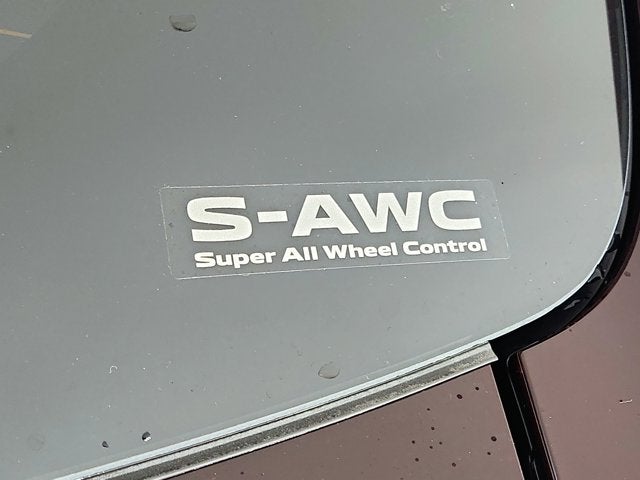 S-AWC
Super All Wheel Control